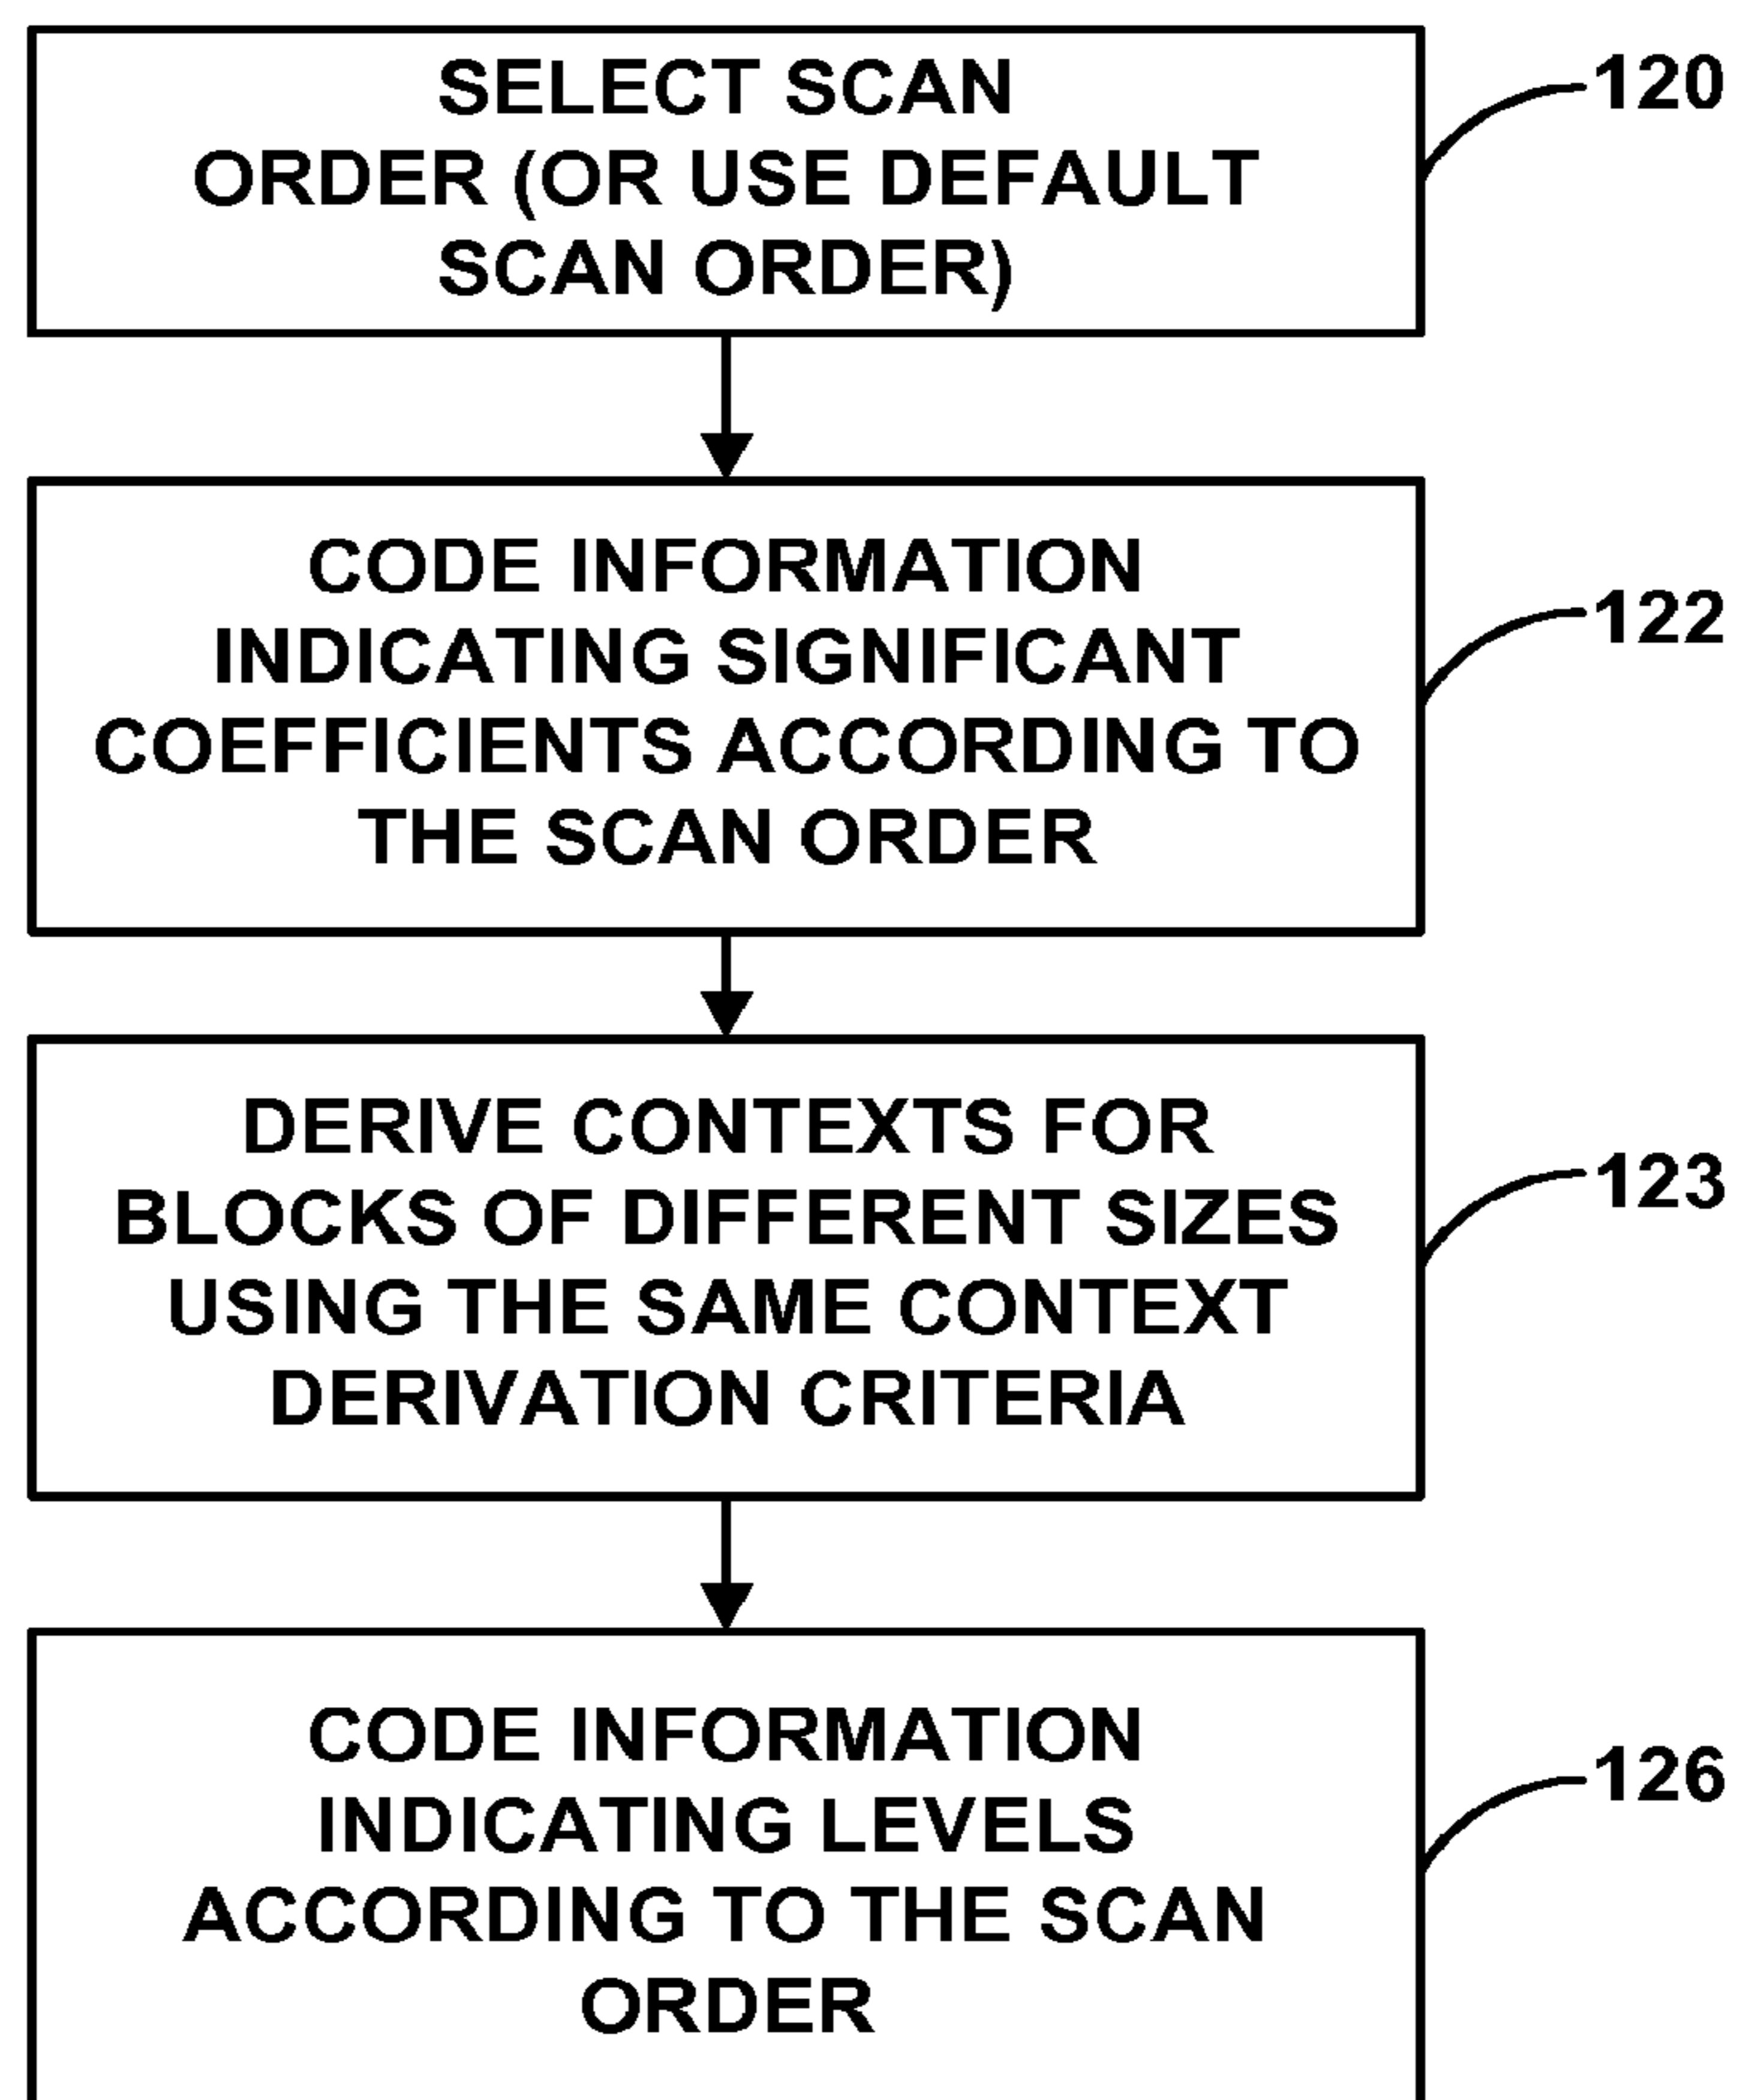 SELECT SCAN
ORDER (OR USE DEFAULT
SCAN ORDER)
120
CODE INFORMATION
INDICATING SIGNIFICANT
COEFFICIENTS ACCORDING TO
THE SCAN ORDER
122
DERIVE CONTEXTS FOR
BLOCKS OF DIFFERENT SIZES
USING THE SAME CONTEXT
DERIVATION CRITERIA
123
CODE INFORMATION
INDICATING LEVELS
ACCORDING TO THE SCAN
ORDER
126